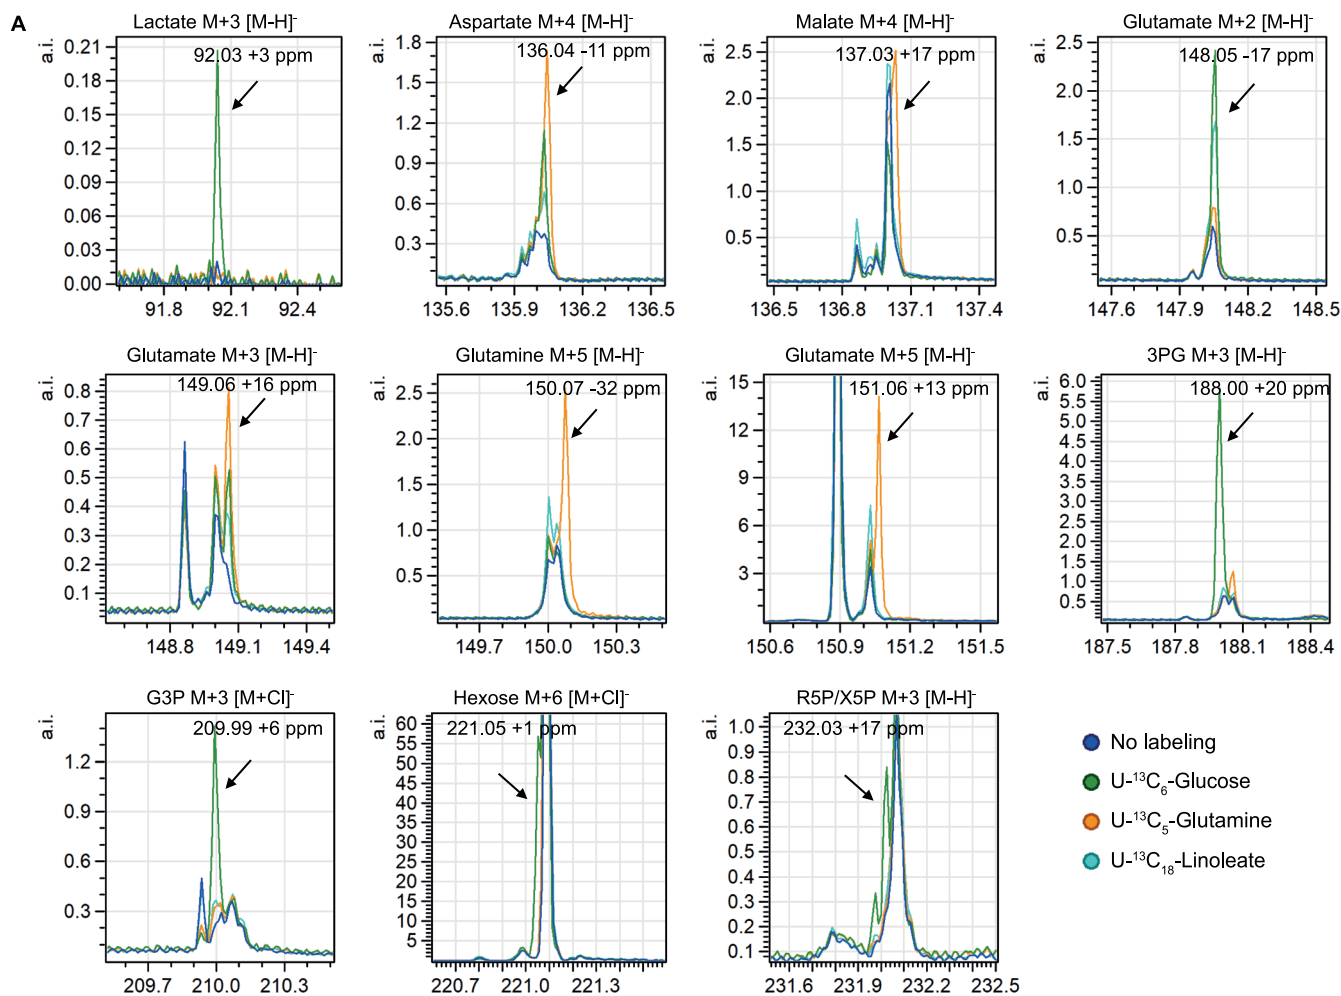 A
Lactate M+3 [M-H]⁻
a.i.
92.03 +3 ppm
0.21
0.18
0.15
0.12
0.09
0.06
0.03
0.00
91.8 92.1 92.4
Aspartate M+4 [M-H]⁻
a.i.
136.04 -11 ppm
1.8
1.5
1.2
0.9
0.6
0.3
135.6 135.9 136.2 136.5
Malate M+4 [M-H]⁻
a.i.
137.03 +17 ppm
2.5
2.0
1.5
1.0
0.5
136.5 136.8 137.1 137.4
Glutamate M+2 [M-H]⁻
a.i.
148.05 -17 ppm
2.5
2.0
1.5
1.0
0.5
147.6 147.9 148.2 148.5
Glutamate M+3 [M-H]⁻
a.i.
149.06 +16 ppm
0.8
0.7
0.6
0.5
0.4
0.3
0.2
0.1
148.8 149.1 149.4
Glutamine M+5 [M-H]⁻
a.i.
150.07 -32 ppm
2.5
2.0
1.5
1.0
0.5
149.7 150.0 150.3
Glutamate M+5 [M-H]⁻
a.i.
151.06 +13 ppm
15
12
9
6
3
150.6 150.9 151.2 151.5
3PG M+3 [M-H]⁻
a.i.
188.00 +20 ppm
6.0
5.5
5.0
4.5
4.0
3.5
3.0
2.5
2.0
1.5
1.0
0.5
187.5 187.8 188.1 188.4
G3P M+3 [M+Cl]⁻
a.i.
209.99 +6 ppm
1.2
0.9
0.6
0.3
209.7 210.0 210.3
Hexose M+6 [M+Cl]⁻
a.i.
221.05 +1 ppm
60
55
50
45
40
35
30
25
20
15
10
5
220.7 221.0 221.3
R5P/X5P M+3 [M-H]⁻
a.i.
232.03 +17 ppm
1.0
0.9
0.8
0.7
0.6
0.5
0.4
0.3
0.2
0.1
231.6 231.9 232.2 232.5
No labeling
U-¹³C₆-Glucose
U-¹³C₅-Glutamine
U-¹³C₁₈-Linoleate